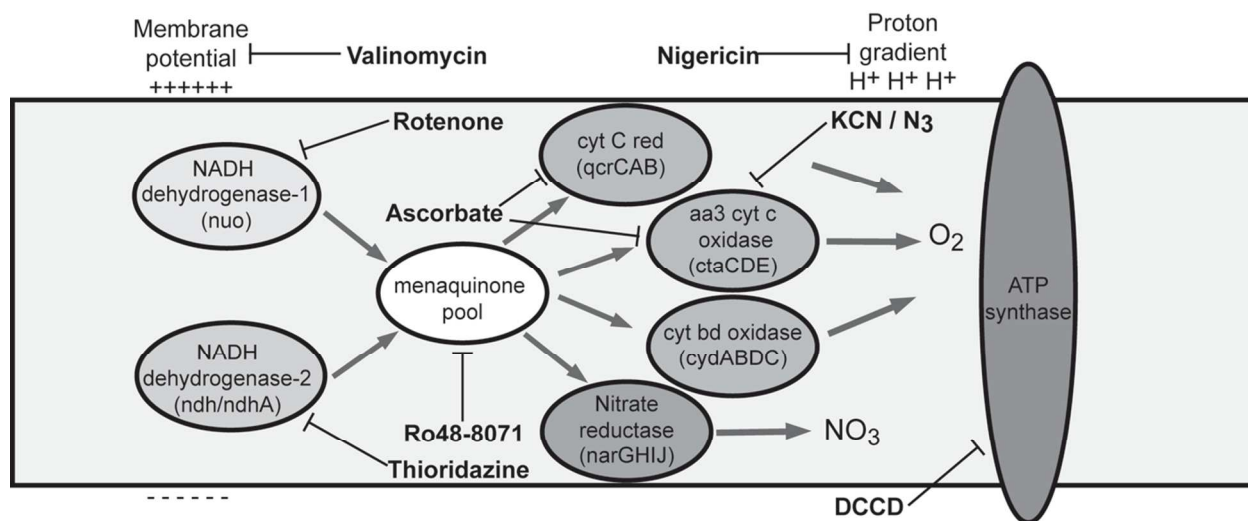 Membrane
potential
++++++
Valinomycin
Nigericin
Proton
gradient
H+ H+ H+
Rotenone
KCN / N3
NADH
dehydrogenase-1
(nuo)
cyt C red
(qcrCAB)
Ascorbate
aa3 cyt c
oxidase
(ctaCDE)
O2
menaquinone
pool
ATP
synthase
cyt bd oxidase
(cydABDC)
NADH
dehydrogenase-2
(ndh/ndhA)
Nitrate
reductase
(narGHIJ)
NO3
Ro48-8071
Thioridazine
DCCD
- - - - - -